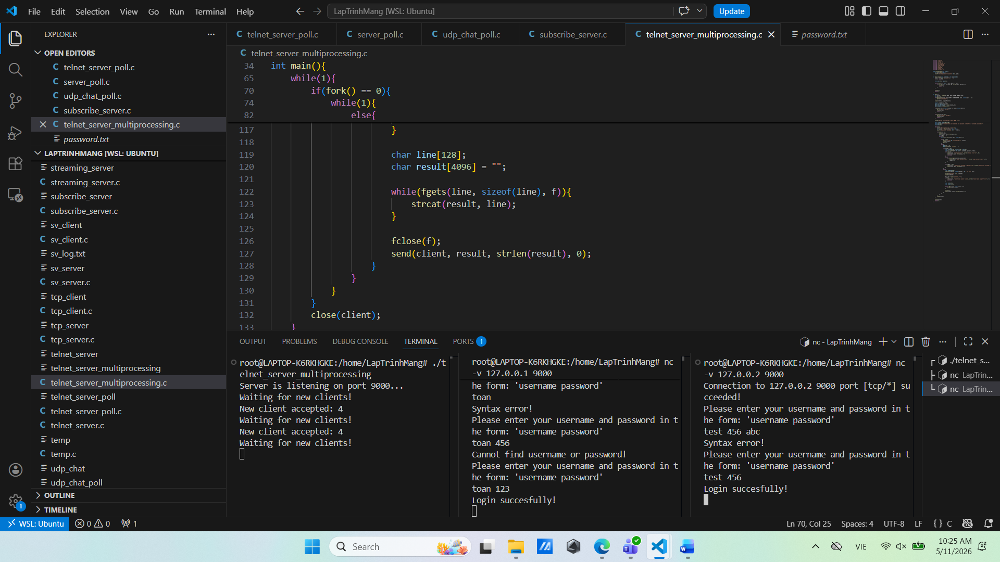 File Edit Selection View Go Run Terminal Help
LapTrinhMang [WSL: Ubuntu]
Update
EXPLORER
OPEN EDITORS
telnet_server_poll.c
server_poll.c
udp_chat_poll.c
subscribe_server.c
telnet_server_multiprocessing.c
password.txt
LAPTRINHMANG [WSL: UBUNTU]
streaming_server
streaming_server.c
subscribe_server
subscribe_server.c
sv_client
sv_client.c
sv_log.txt
sv_server
sv_server.c
tcp_client
tcp_client.c
tcp_server
tcp_server.c
telnet_server
telnet_server_multiprocessing
telnet_server_multiprocessing.c
telnet_server_poll
telnet_server_poll.c
telnet_server.c
temp
temp.c
udp_chat
udp_chat_poll
OUTLINE
TIMELINE
telnet_server_poll.c server_poll.c udp_chat_poll.c subscribe_server.c telnet_server_multiprocessing.c password.txt
telnet_server_multiprocessing.c
34 int main(){
65 while(1){
70 if(fork() == 0){
74 while(1){
82 else{
117 }
118
119 char line[128];
120 char result[4096] = "";
121
122 while(fgets(line, sizeof(line), f)){
123 strcat(result, line);
124 }
125
126 fclose(f);
127 send(client, result, strlen(result), 0);
128 }
129 }
130 }
131 }
132 close(client);
133 }
OUTPUT PROBLEMS DEBUG CONSOLE TERMINAL PORTS 1
nc - LapTrinhMang
root@LAPTOP-K6RKHGKE:/home/LapTrinhMang# ./t
elnet_server_multiprocessing
Server is listening on port 9000...
Waiting for new clients!
New client accepted: 4
Waiting for new clients!
New client accepted: 4
Waiting for new clients!
root@LAPTOP-K6RKHGKE:/home/LapTrinhMang# nc
-v 127.0.0.1 9000
he form: 'username password'
toan
Syntax error!
Please enter your username and password in t
he form: 'username password'
toan 456
Cannot find username or password!
Please enter your username and password in t
he form: 'username password'
toan 123
Login succesfully!
root@LAPTOP-K6RKHGKE:/home/LapTrinhMang# nc
-v 127.0.0.2 9000
Connection to 127.0.0.2 9000 port [tcp/*] su
cceeded!
Please enter your username and password in t
he form: 'username password'
test 456 abc
Syntax error!
Please enter your username and password in t
he form: 'username password'
test 456
Login succesfully!
./telnet_s...
nc LapTrin...
nc LapTrin...
1
WSL: Ubuntu 0 0 1
Ln 70, Col 25 Spaces: 4 UTF-8 LF {} C
Search
VIE
10:25 AM
5/11/2026